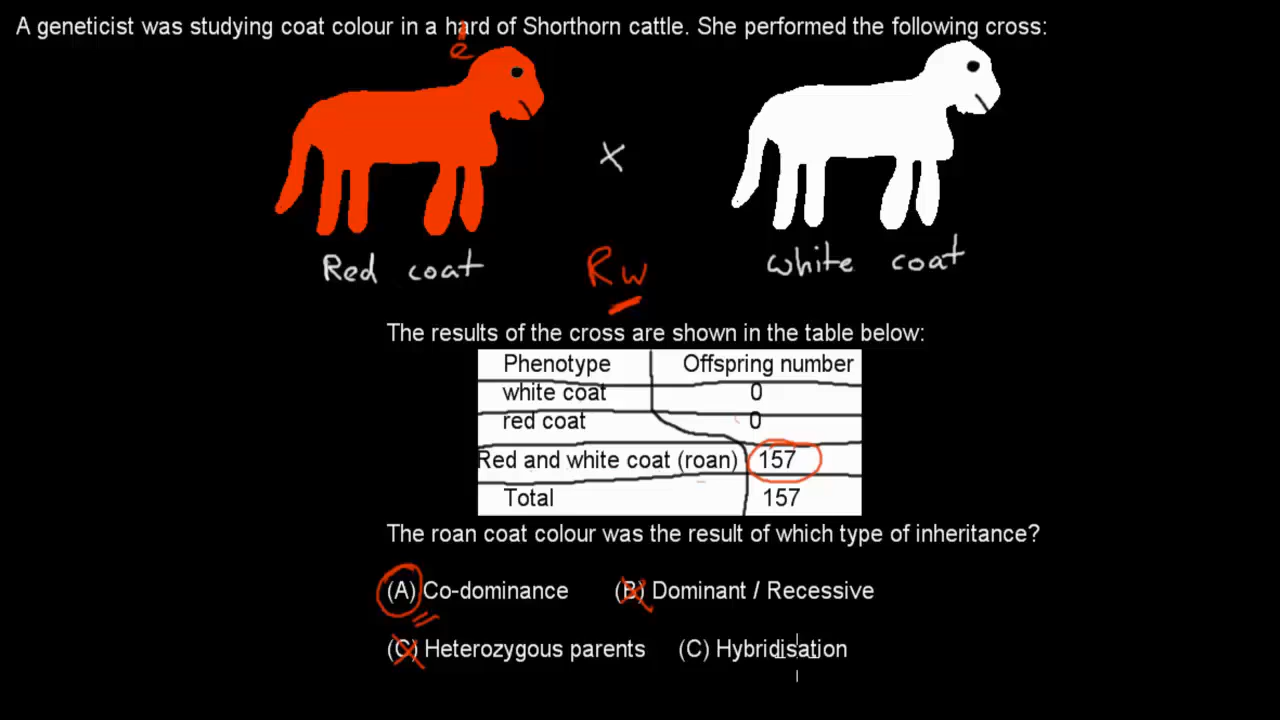 A geneticist was studying coat colour in a hard of Shorthorn cattle. She performed the following cross:
e
x
Red coat
Rw
white coat
The results of the cross are shown in the table below:
Phenotype Offspring number
white coat 0
red coat 0
Red and white coat (roan) 157
Total 157
The roan coat colour was the result of which type of inheritance?
(A) Co-dominance (B) Dominant / Recessive
(C) Heterozygous parents (C) Hybridisation